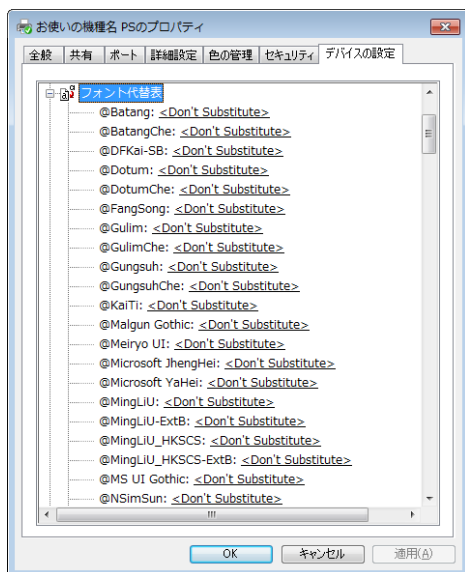 お使いの機種名 PSのプロパティ
全般 共有 ポート 詳細設定 色の管理 セキュリティ デバイスの設定
フォント代替表
@Batang: <Don't Substitute>
@BatangChe: <Don't Substitute>
@DFKai-SB: <Don't Substitute>
@Dotum: <Don't Substitute>
@DotumChe: <Don't Substitute>
@FangSong: <Don't Substitute>
@Gulim: <Don't Substitute>
@GulimChe: <Don't Substitute>
@Gungsuh: <Don't Substitute>
@GungsuhChe: <Don't Substitute>
@KaiTi: <Don't Substitute>
@Malgun Gothic: <Don't Substitute>
@Meiryo UI: <Don't Substitute>
@Microsoft JhengHei: <Don't Substitute>
@Microsoft YaHei: <Don't Substitute>
@MingLiU: <Don't Substitute>
@MingLiU-ExtB: <Don't Substitute>
@MingLiU_HKSCS: <Don't Substitute>
@MingLiU_HKSCS-ExtB: <Don't Substitute>
@MS UI Gothic: <Don't Substitute>
@NSimSun: <Don't Substitute>
OK キャンセル 適用(A)